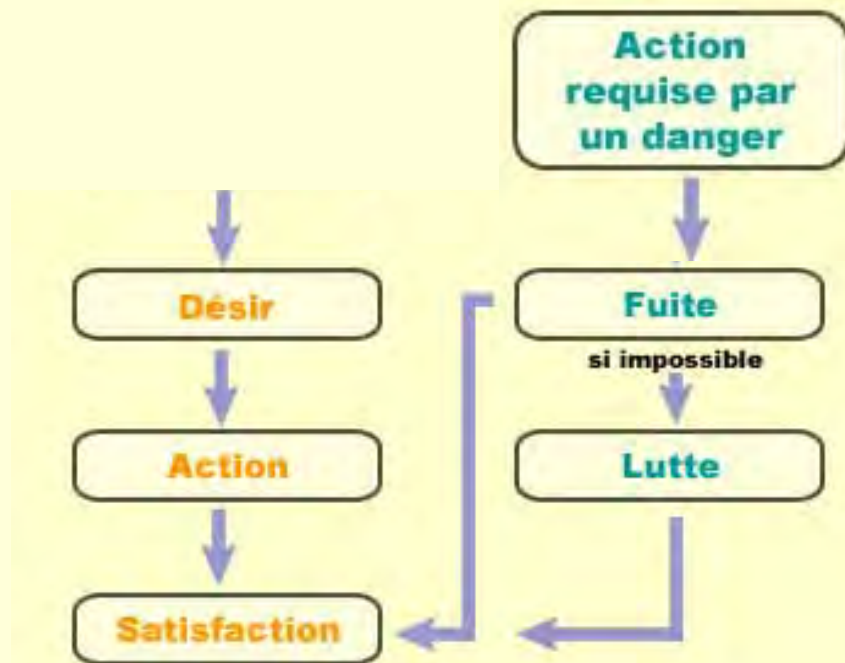 Action
requise par
un danger
Désir
Fuite
si impossible
Action
Lutte
Satisfaction